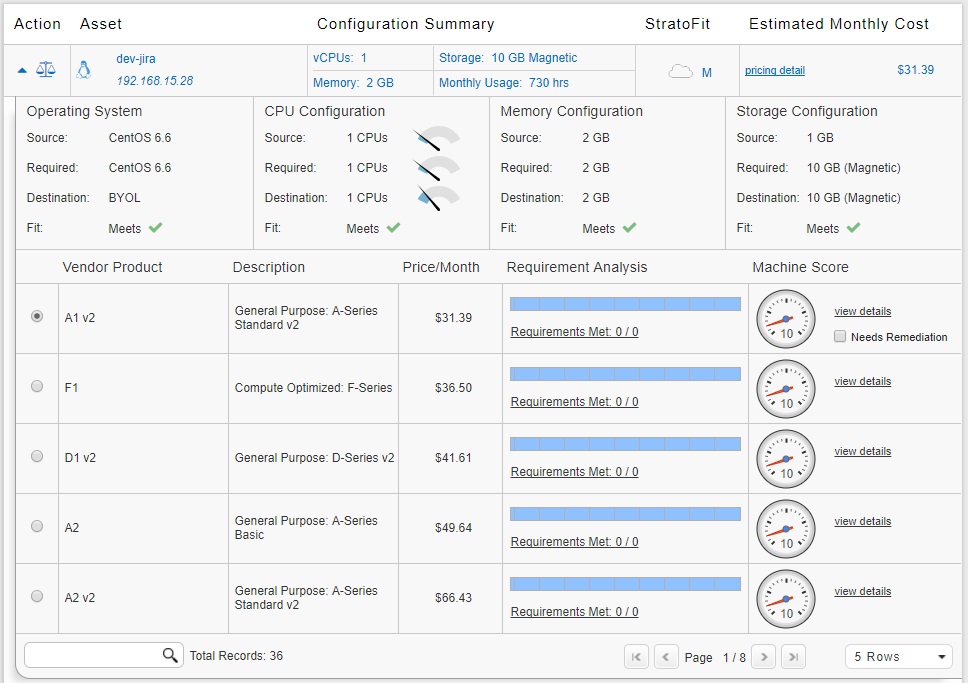 Action Asset Configuration Summary StratoFit Estimated Monthly Cost
dev-jira vCPUs: 1 Storage: 10 GB Magnetic M pricing detail $31.39
192.168.15.28 Memory: 2 GB Monthly Usage: 730 hrs
Operating System CPU Configuration Memory Configuration Storage Configuration
Source: CentOS 6.6 Source: 1 CPUs Source: 2 GB Source: 1 GB
Required: CentOS 6.6 Required: 1 CPUs Required: 2 GB Required: 10 GB (Magnetic)
Destination: BYOL Destination: 1 CPUs Destination: 2 GB Destination: 10 GB (Magnetic)
Fit: Meets Fit: Meets Fit: Meets Fit: Meets
Vendor Product Description Price/Month Requirement Analysis Machine Score
A1 v2 General Purpose: A-Series $31.39 view details
Standard v2 Requirements Met: 0 / 0 10 Needs Remediation
F1 Compute Optimized: F-Series $36.50 view details
Requirements Met: 0 / 0 10
D1 v2 General Purpose: D-Series v2 $41.61 view details
Requirements Met: 0 / 0 10
A2 General Purpose: A-Series $49.64 view details
Basic Requirements Met: 0 / 0 10
A2 v2 General Purpose: A-Series $66.43 view details
Standard v2 Requirements Met: 0 / 0 10
Total Records: 36 Page 1 / 8 5 Rows